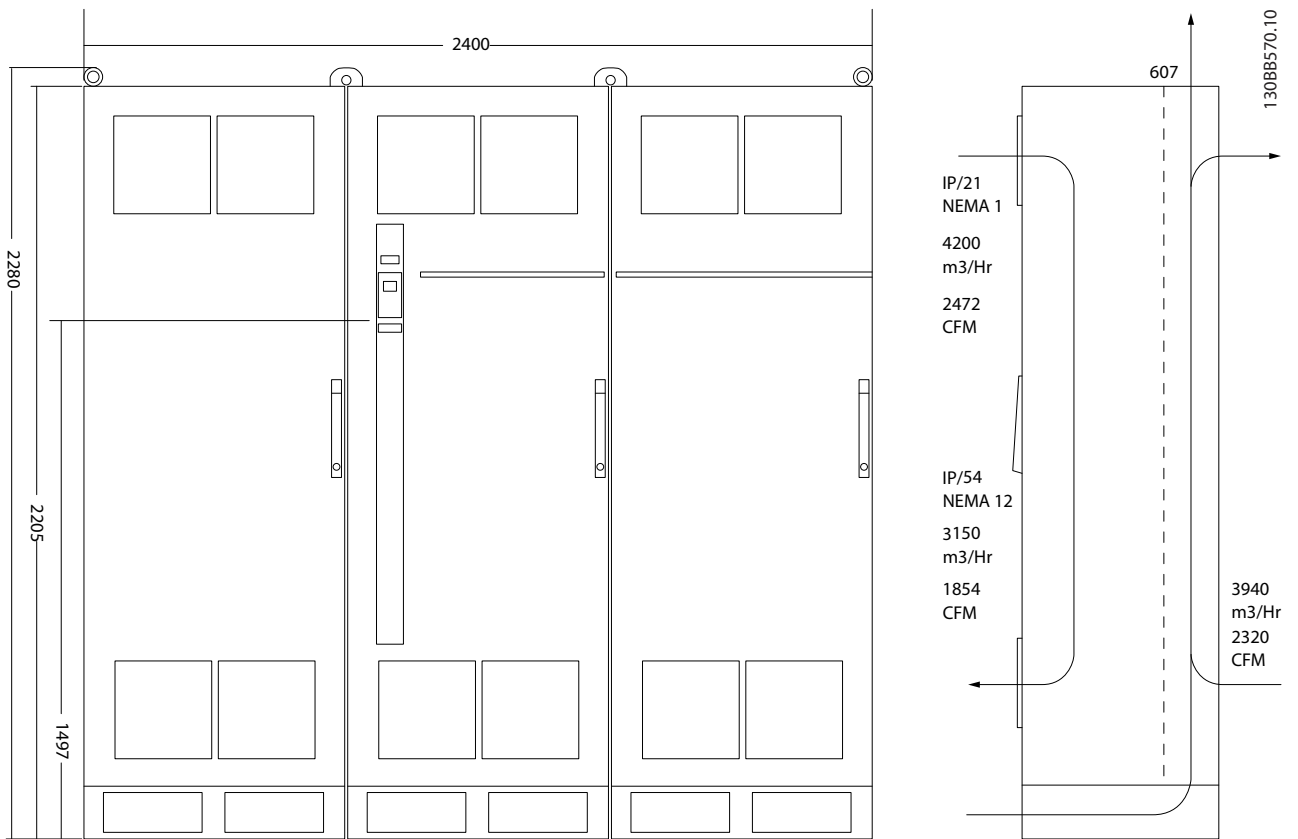 2400
2280
2205
1497
607
130BB570.10
IP/21
NEMA 1
4200
m3/Hr
2472
CFM
IP/54
NEMA 12
3150
m3/Hr
1854
CFM
3940
m3/Hr
2320
CFM